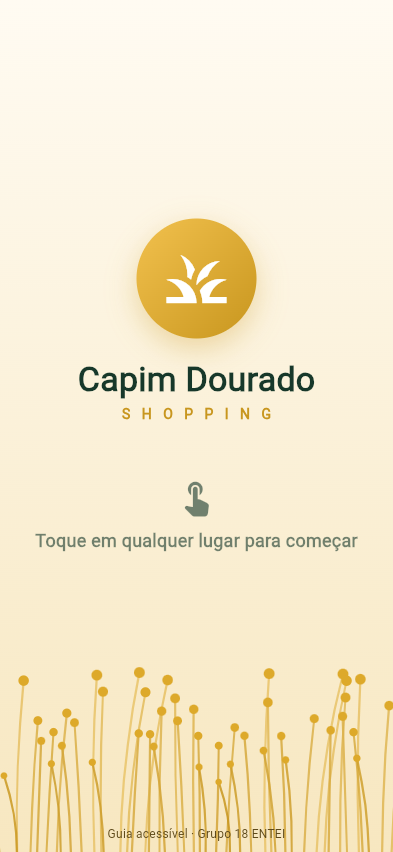 Capim Dourado
SHOPPING
Toque em qualquer lugar para começar
Guia acessível · Grupo 18 ENTEI